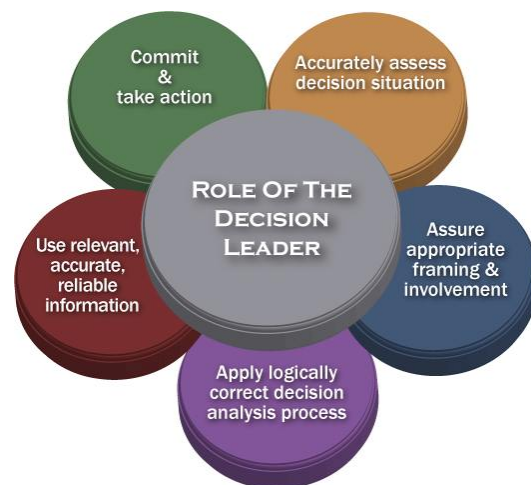 Commit
&
take action
Accurately assess
decision situation
ROLE OF THE
DECISION
LEADER
Use relevant,
accurate,
reliable
information
Assure
appropriate
framing &
involvement
Apply logically
correct decision
analysis process